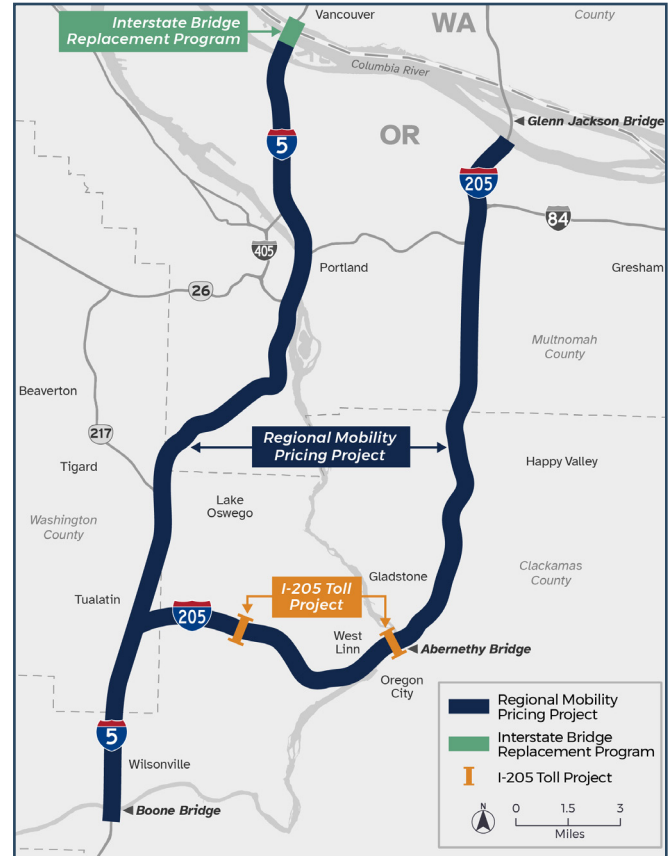 Vancouver
WA
County
Interstate Bridge
Replacement Program
Columbia River
Glenn Jackson Bridge
OR
5
205
84
405
Portland
Gresham
26
Multnomah
County
Beaverton
217
Regional Mobility
Pricing Project
Tigard
Happy Valley
Lake
Oswego
Washington
County
Clackamas
County
Gladstone
I-205 Toll
Project
Tualatin
205
West
Linn
Abernethy Bridge
Oregon
City
5
Wilsonville
Boone Bridge
Regional Mobility
Pricing Project
Interstate Bridge
Replacement Program
I-205 Toll Project
N
0 1.5 3
Miles